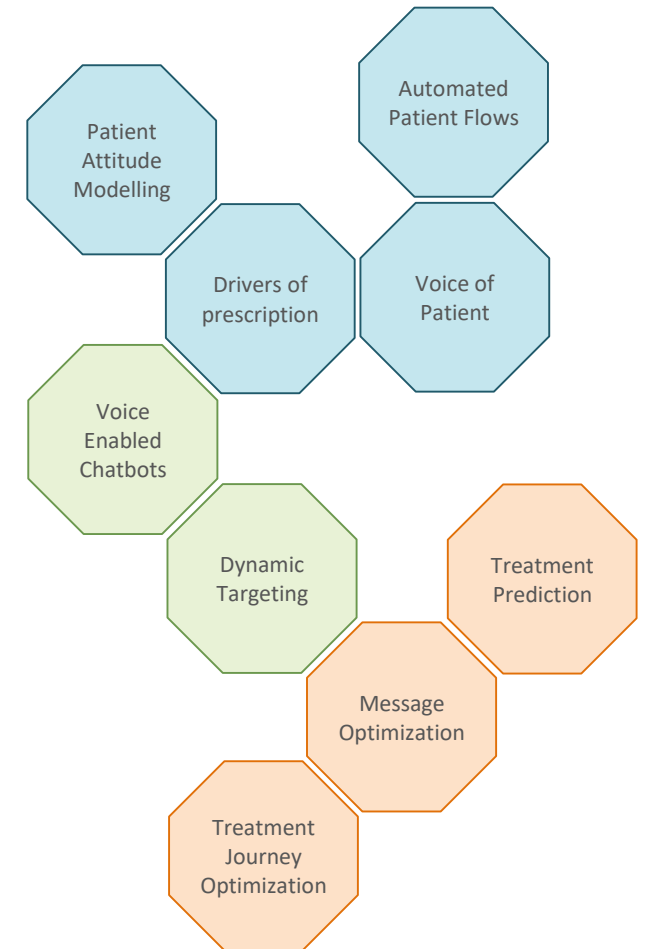 Automated
Patient Flows
Patient
Attitude
Modelling
Drivers of
prescription
Voice of
Patient
Voice
Enabled
Chatbots
Dynamic
Targeting
Treatment
Prediction
Message
Optimization
Treatment
Journey
Optimization